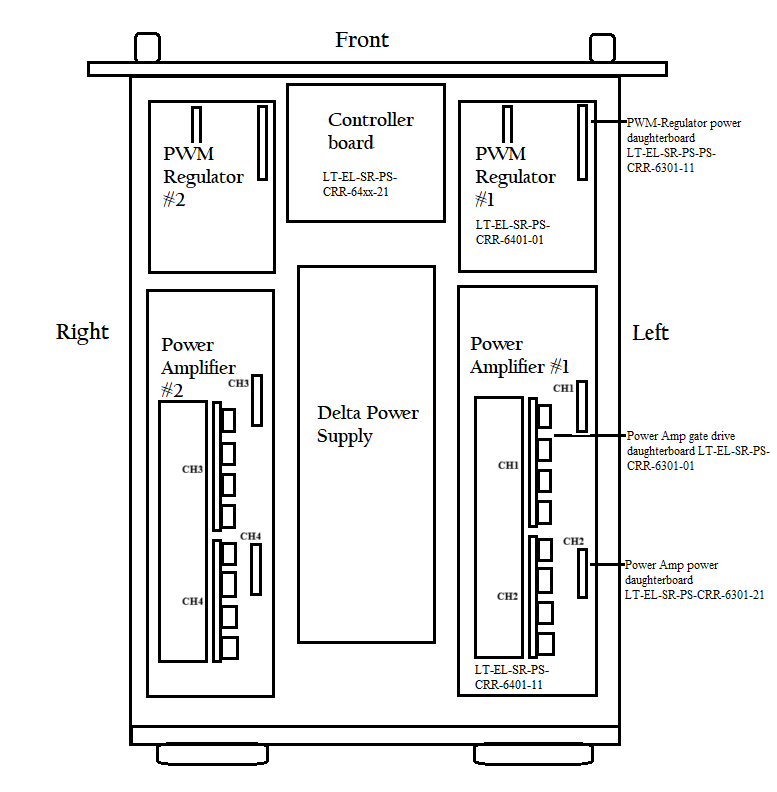 Front
Controller
board
LT-EL-SR-PS-
CRR-64xx-21
PWM
Regulator
#2
PWM
Regulator
#1
LT-EL-SR-PS-
CRR-6401-01
PWM-Regulator power
daughterboard
LT-EL-SR-PS-PS-
CRR-6301-11
Right
Left
Power
Amplifier
#2
CH3
CH3
CH4
CH4
Delta Power
Supply
Power
Amplifier #1
CH1
CH1
CH2
CH2
LT-EL-SR-PS-
CRR-6401-11
Power Amp gate drive
daughterboard LT-EL-SR-PS-
CRR-6301-01
Power Amp power
daughterboard
LT-EL-SR-PS-CRR-6301-21